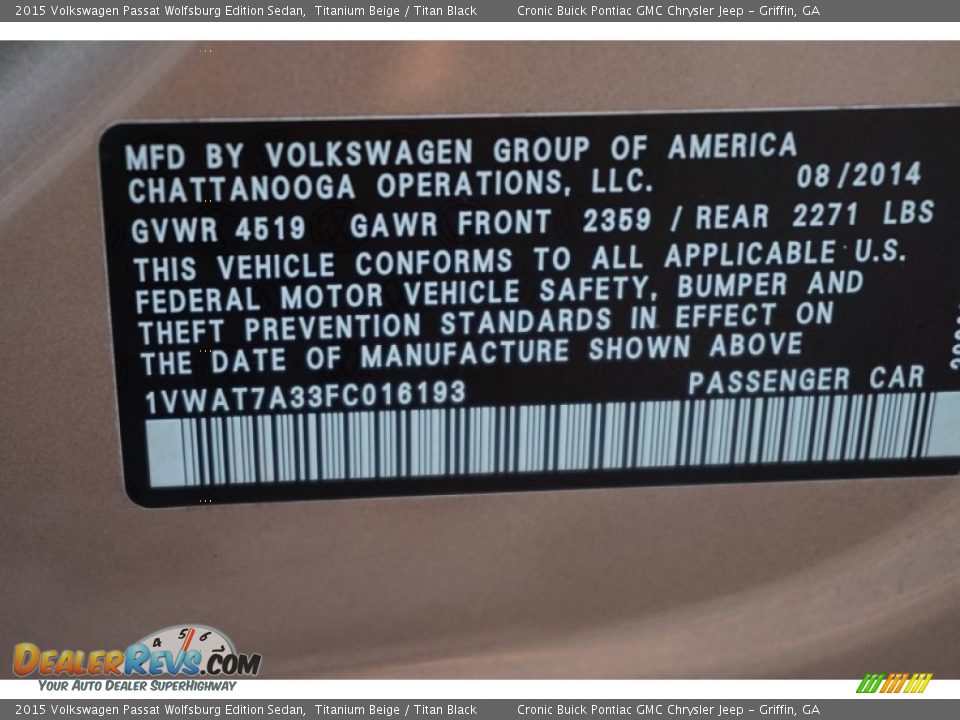 2015 Volkswagen Passat Wolfsburg Edition Sedan, Titanium Beige / Titan Black Cronic Buick Pontiac GMC Chrysler Jeep - Griffin, GA
MFD BY VOLKSWAGEN GROUP OF AMERICA
CHATTANOOGA OPERATIONS, LLC. 08/2014
GVWR 4519 GAWR FRONT 2359 / REAR 2271 LBS
THIS VEHICLE CONFORMS TO ALL APPLICABLE U.S.
FEDERAL MOTOR VEHICLE SAFETY, BUMPER AND
THEFT PREVENTION STANDARDS IN EFFECT ON
THE DATE OF MANUFACTURE SHOWN ABOVE
1VWAT7A33FC016193 PASSENGER CAR
4 5 6
DEALERREVS.COM
YOUR AUTO DEALER SUPERHIGHWAY
2015 Volkswagen Passat Wolfsburg Edition Sedan, Titanium Beige / Titan Black Cronic Buick Pontiac GMC Chrysler Jeep - Griffin, GA